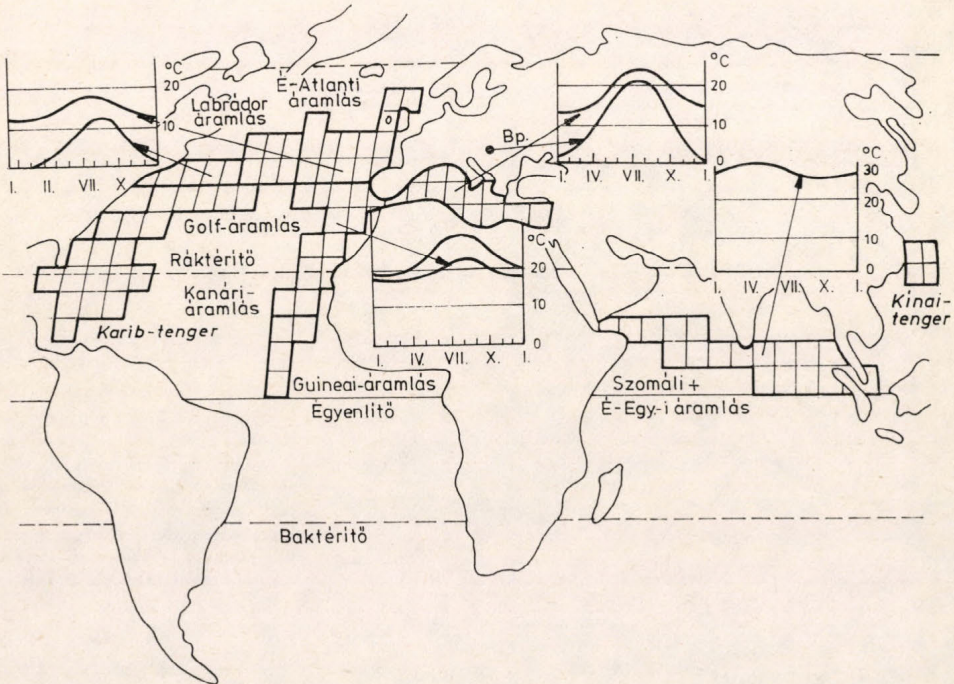 °C
20
10
I. II. VII. X.
Labrador
áramlás
É-Atlanti
áramlás
Bp.
°C
20
10
0
I. IV. VII. X. I.
°C
30
20
10
0
I. IV. VII. X. I.
Golf-áramlás
Ráktérítő
Kanári-
áramlás
Karib-tenger
°C
20
10
0
I. IV. VII. X. I.
Kinai-
tenger
Guineai-áramlás
Egyenlítő
Szomáli +
É-Egy.-i áramlás
Baktérítő